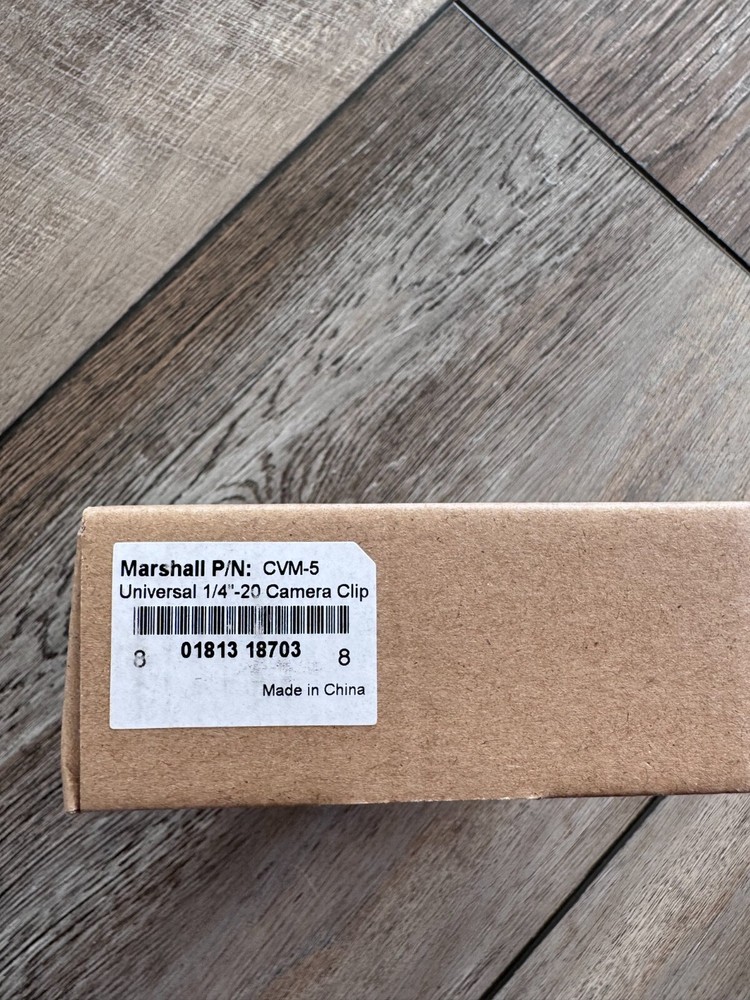 Marshall P/N: CVM-5
Universal 1/4"-20 Camera Clip
8 01813 18703 8
Made in China